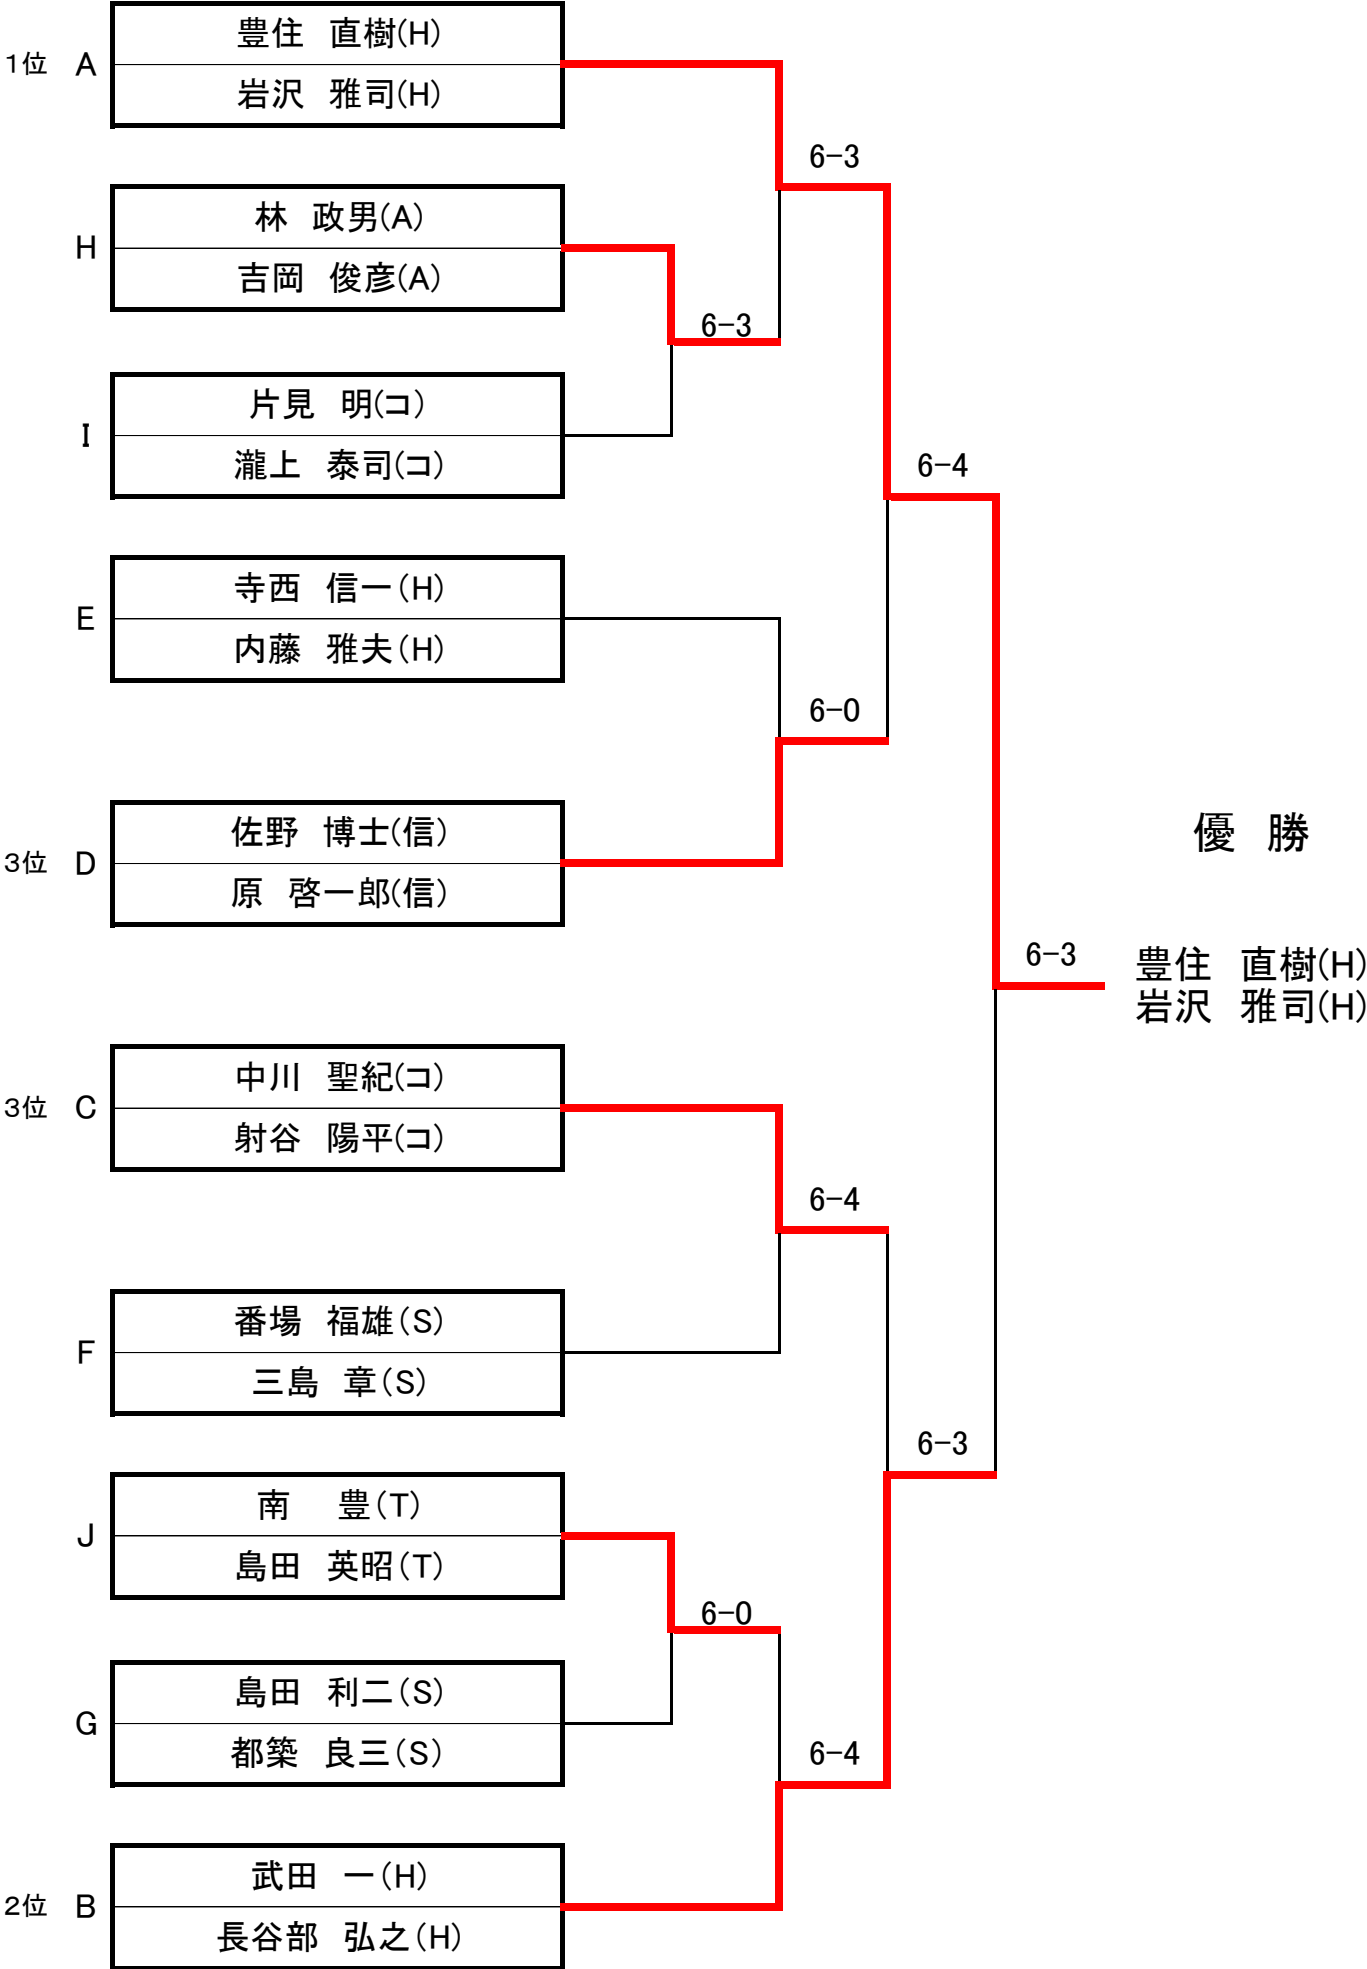 豊住　直樹(H)
1位　A
岩沢　雅司(H)
6-3
林　政男(A)
H
吉岡　俊彦(A)
6-3
片見　明(コ)
I
瀧上　泰司(コ)
6-4
寺西　信一(H)
E
内藤　雅夫(H)
6-0
佐野　博士(信)
3位　D
原　啓一郎(信)
優　勝
6-3
豊住　直樹(H)
岩沢　雅司(H)
中川　聖紀(コ)
3位　C
射谷　陽平(コ)
6-4
番場　福雄(S)
F
三島　章(S)
6-3
南　豊(T)
J
島田　英昭(T)
6-0
島田　利二(S)
G
都築　良三(S)
6-4
武田　一(H)
2位　B
長谷部　弘之(H)